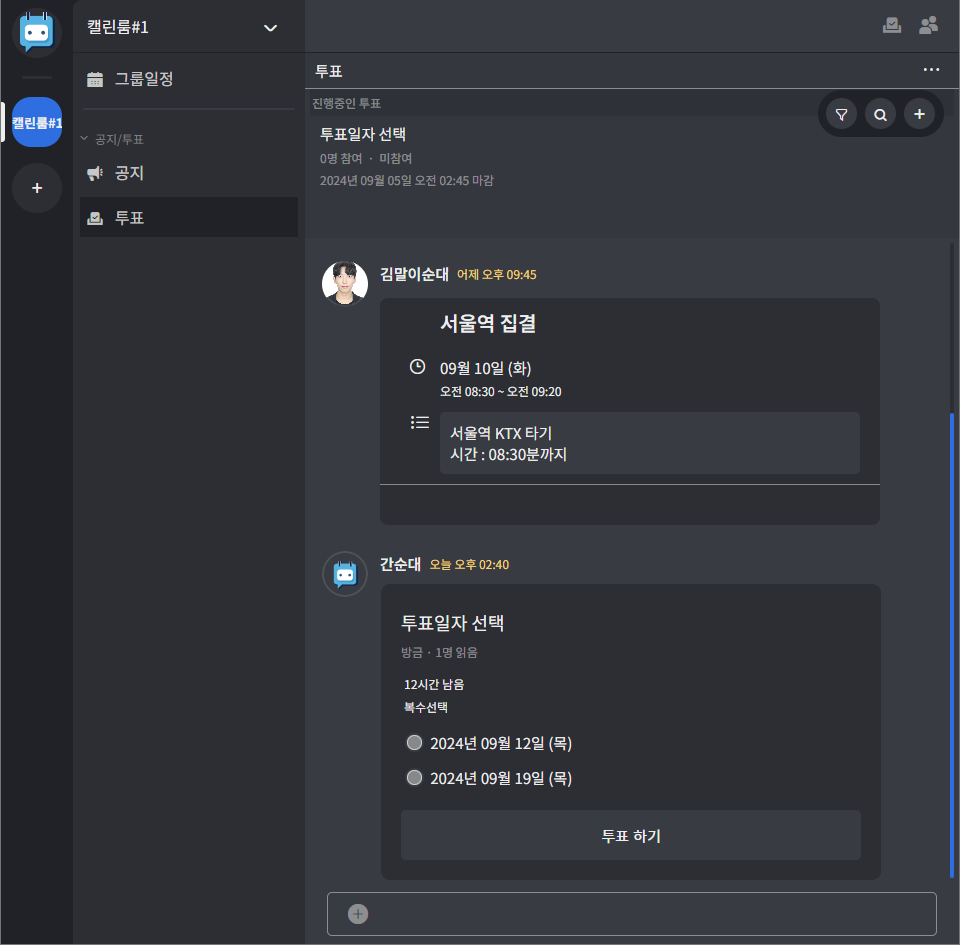 캘린룸#1
그룹일정
캘린룸#1
공지/투표
공지
투표
투표
진행중인 투표
투표일자 선택
0명 참여 · 미참여
2024년 09월 05일 오전 02:45 마감
김말이순대 어제 오후 09:45
서울역 집결
09월 10일 (화)
오전 08:30 ~ 오전 09:20
서울역 KTX 타기
시간 : 08:30분까지
간순대 오늘 오후 02:40
투표일자 선택
방금 · 1명 읽음
12시간 남음
복수선택
2024년 09월 12일 (목)
2024년 09월 19일 (목)
투표 하기